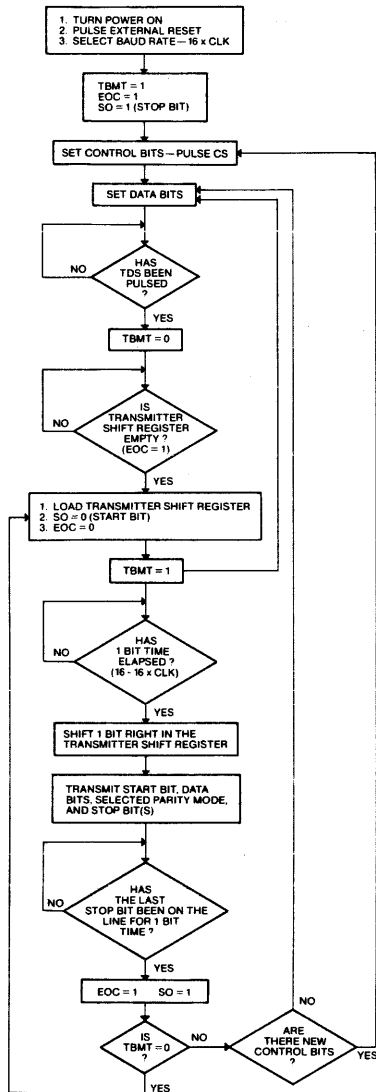 1. TURN POWER ON
2. PULSE EXTERNAL RESET
3. SELECT BAUD RATE—16 x CLK
TBMT = 1
EOC = 1
SO = 1 (STOP BIT)
SET CONTROL BITS—PULSE CS
SET DATA BITS
HAS
TDS BEEN
PULSED
?
NO
YES
TBMT = 0
IS
TRANSMITTER
SHIFT REGISTER
EMPTY ?
(EOC = 1)
NO
YES
1. LOAD TRANSMITTER SHIFT REGISTER
2. SO = 0 (START BIT)
3. EOC = 0
TBMT = 1
HAS
1 BIT TIME
ELAPSED ?
(16 - 16 x CLK)
NO
YES
SHIFT 1 BIT RIGHT IN THE
TRANSMITTER SHIFT REGISTER
TRANSMIT START BIT, DATA
BITS, SELECTED PARITY MODE,
AND STOP BIT(S)
HAS
THE LAST
STOP BIT BEEN ON THE
LINE FOR 1 BIT
TIME ?
NO
YES
EOC = 1 SO = 1
IS
TBMT = 0
?
NO
YES
ARE
THERE NEW
CONTROL BITS
?
NO
YES